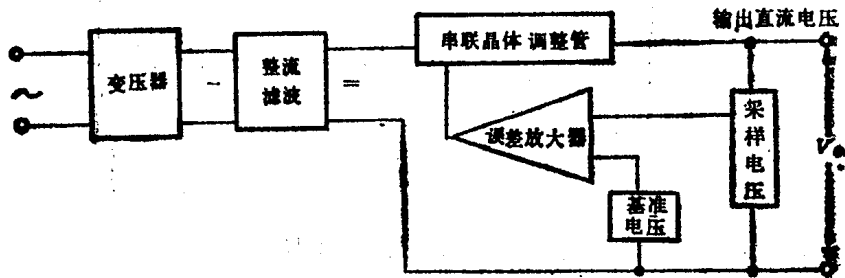 输出直流电压
串联晶体 调整管
变压器
整流
滤波
~
-
=
误差放大器
采
样
电
压
基准
电压